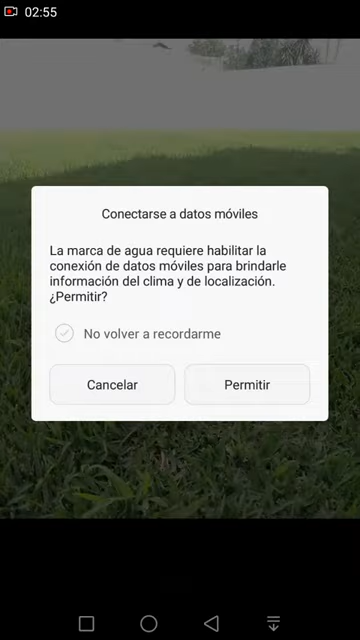 02:55
Conectarse a datos móviles
La marca de agua requiere habilitar la
conexión de datos móviles para brindarle
información del clima y de localización.
¿Permitir?
No volver a recordarme
Cancelar
Permitir